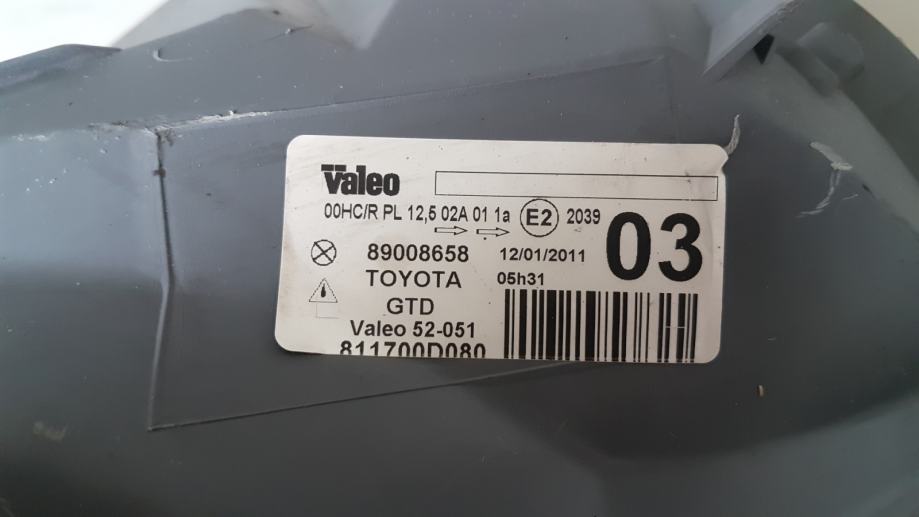 Valeo
00HC/R PL 12,5 02A 01 1a E2 2039
03
89008658 12/01/2011
TOYOTA 05h31
GTD
Valeo 52-051
811700D080